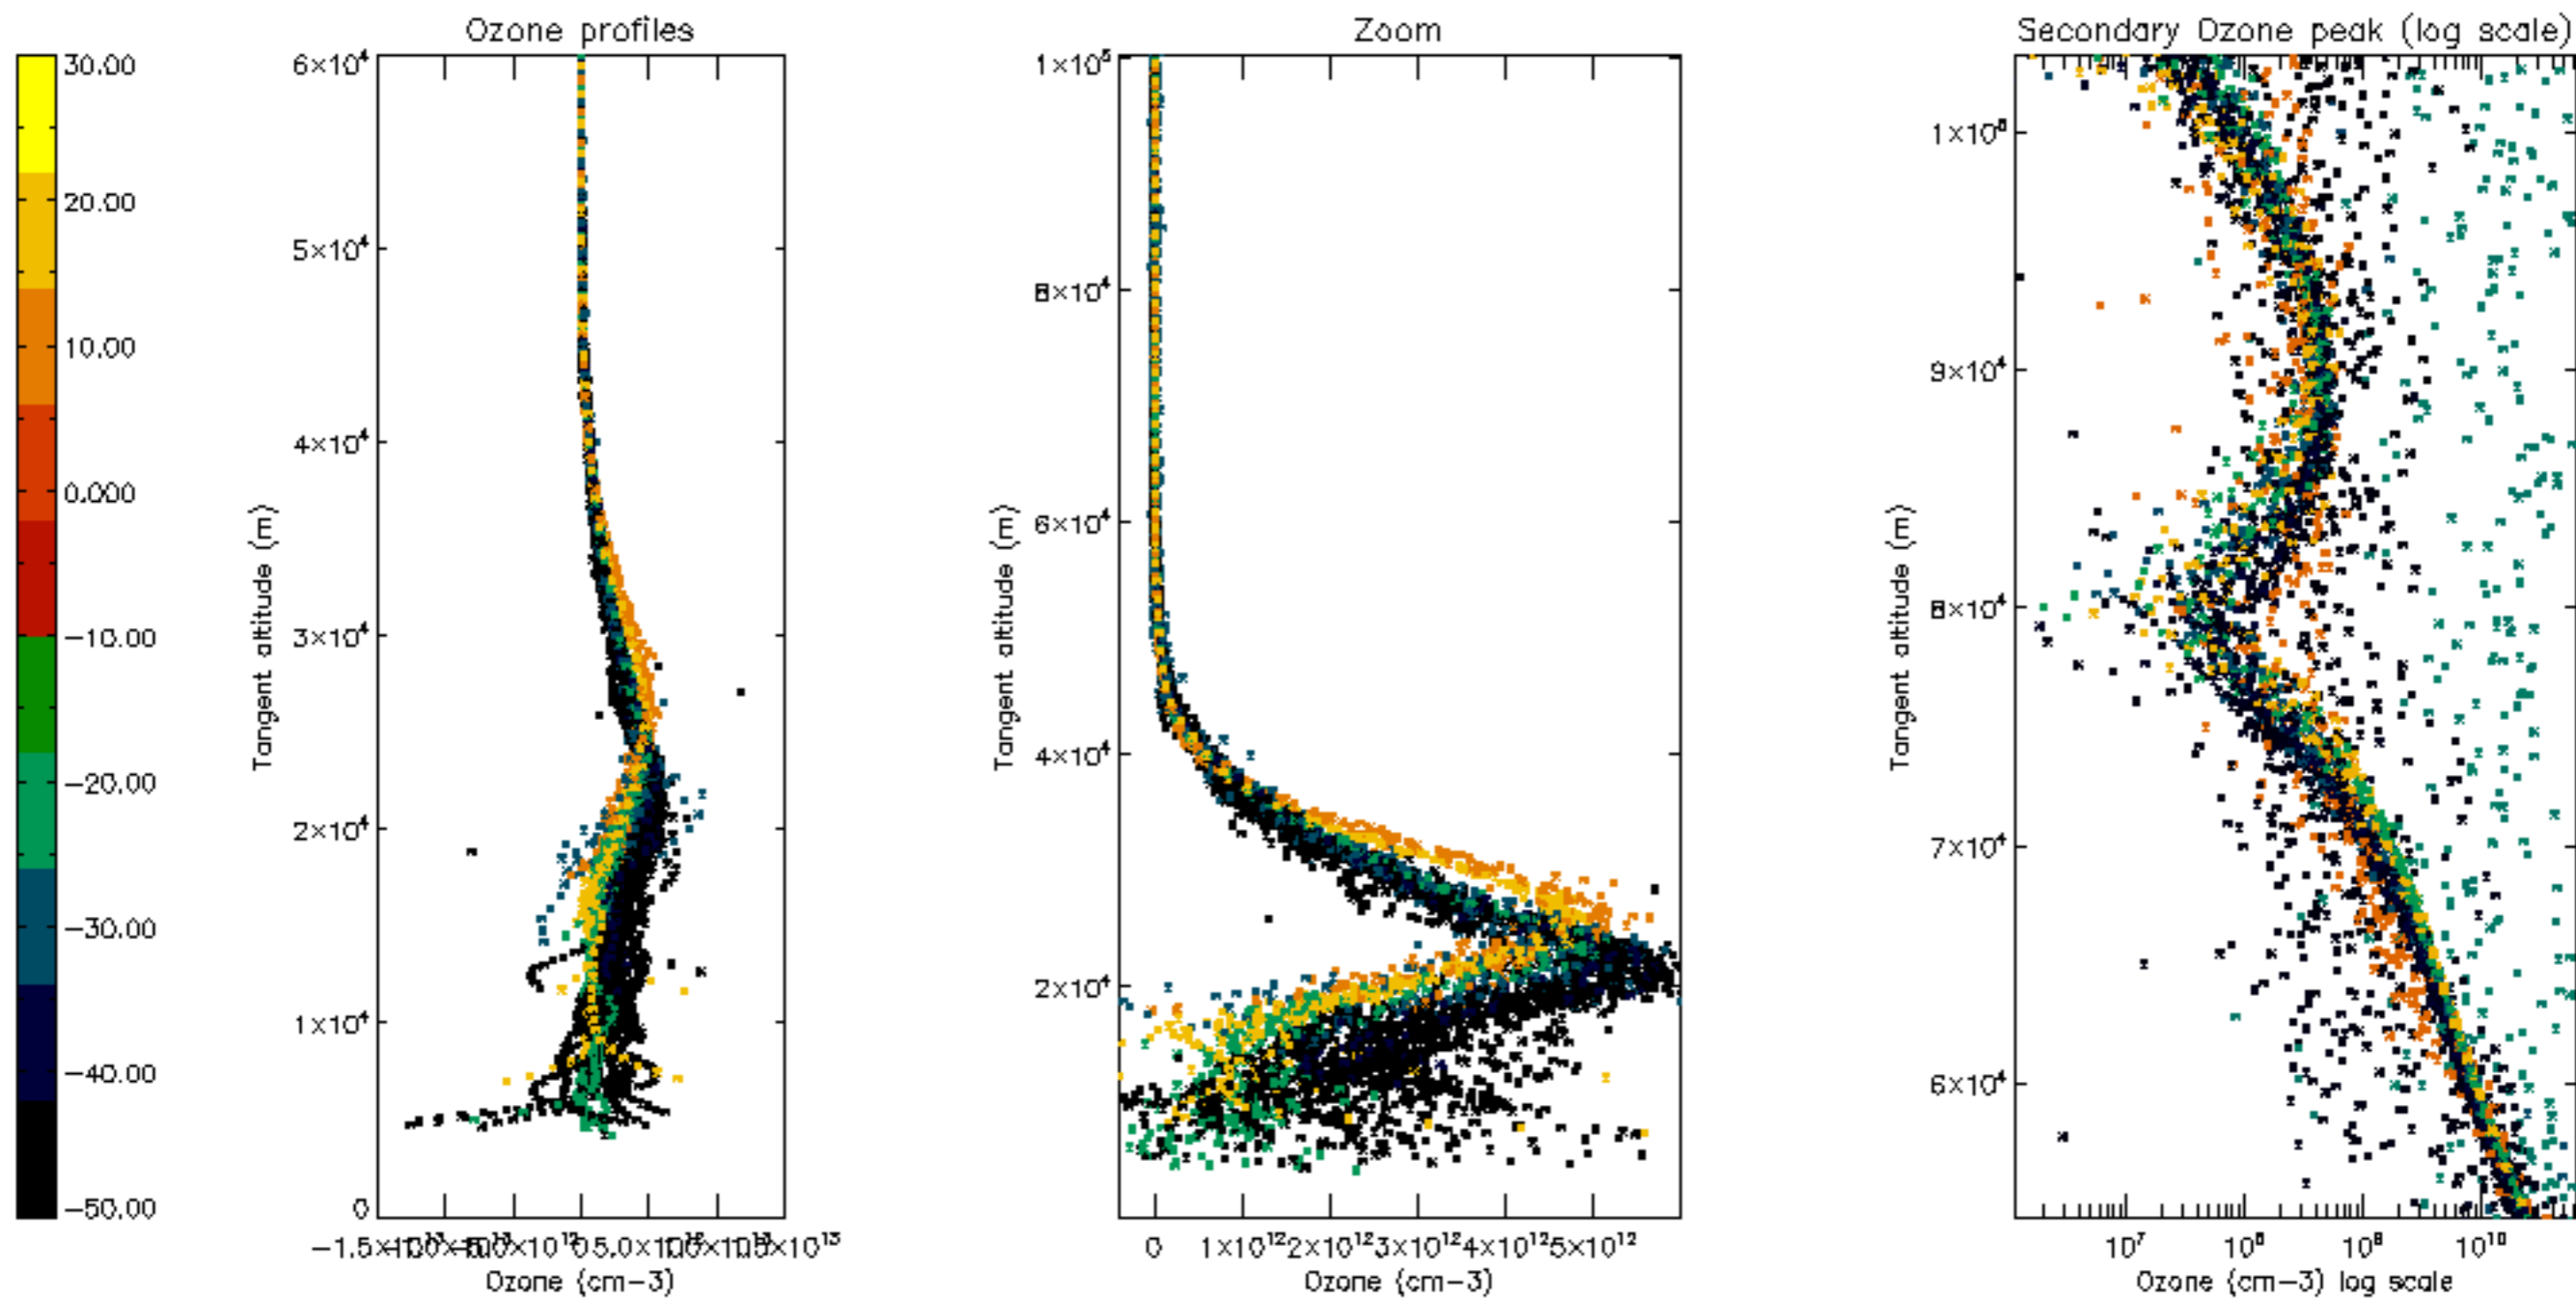 Ozone profiles
Zoom
Secondary Ozone peak (log scale)
30.00
20.00
10.00
0.000
-10.00
-20.00
-30.00
-40.00
-50.00
6×10⁴
5×10⁴
4×10⁴
3×10⁴
2×10⁴
1×10⁴
0
Tangent altitude (m)
Ozone (cm-3)
1×10⁵
8×10⁴
6×10⁴
4×10⁴
2×10⁴
Tangent altitude (m)
0 1×10¹² 2×10¹² 3×10¹² 4×10¹² 5×10¹²
Ozone (cm-3)
1×10⁵
9×10⁴
8×10⁴
7×10⁴
6×10⁴
Tangent altitude (m)
10⁷ 10⁸ 10⁹ 10¹⁰
Ozone (cm-3) log scale